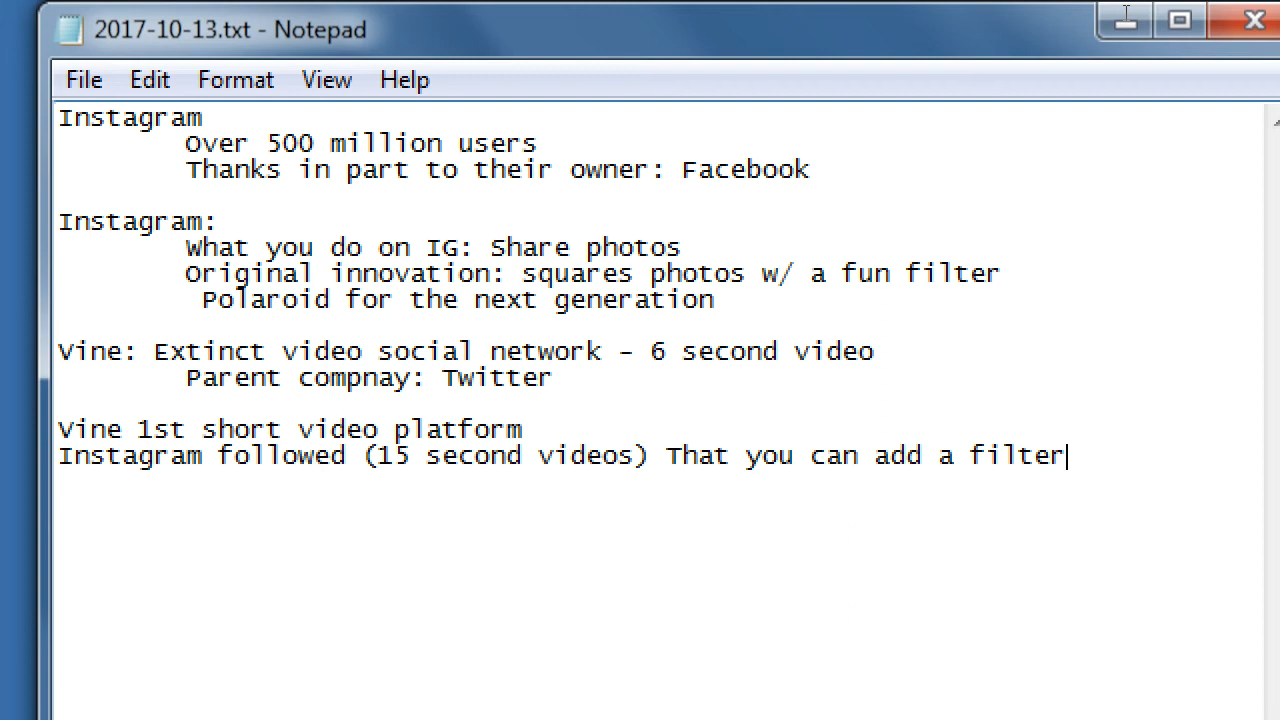 2017-10-13.txt - Notepad
File Edit Format View Help
Instagram
Over 500 million users
Thanks in part to their owner: Facebook
Instagram:
What you do on IG: Share photos
Original innovation: squares photos w/ a fun filter
Polaroid for the next generation
Vine: Extinct video social network - 6 second video
Parent compnay: Twitter
Vine 1st short video platform
Instagram followed (15 second videos) That you can add a filter